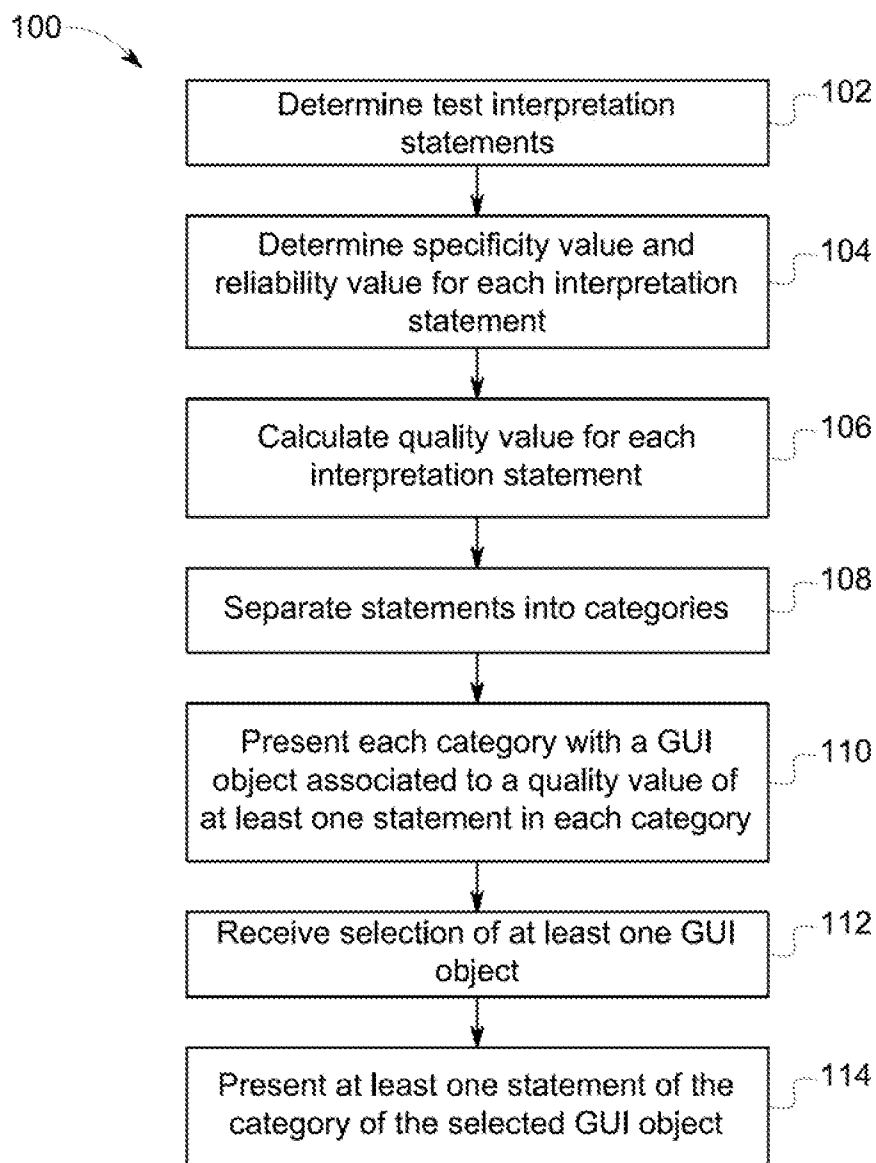 100
Determine test interpretation
statements
102
Determine specificity value and
reliability value for each interpretation
statement
104
Calculate quality value for each
interpretation statement
106
Separate statements into categories
108
Present each category with a GUI
object associated to a quality value of
at least one statement in each category
110
Receive selection of at least one GUI
object
112
Present at least one statement of the
category of the selected GUI object
114